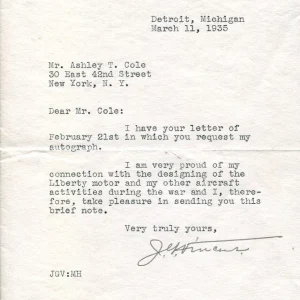 Detroit, Michigan
March 11, 1935
Mr. Ashley T. Cole
30 East 42nd Street
New York, N. Y.
Dear Mr. Cole:
I have your letter of
February 21st in which you request my
autograph.
I am very proud of my
connection with the designing of the
Liberty motor and my other aircraft
activities during the war and I, there-
fore, take pleasure in sending you this
brief note.
Very truly yours,
J.G. Vincent
JGV:MH